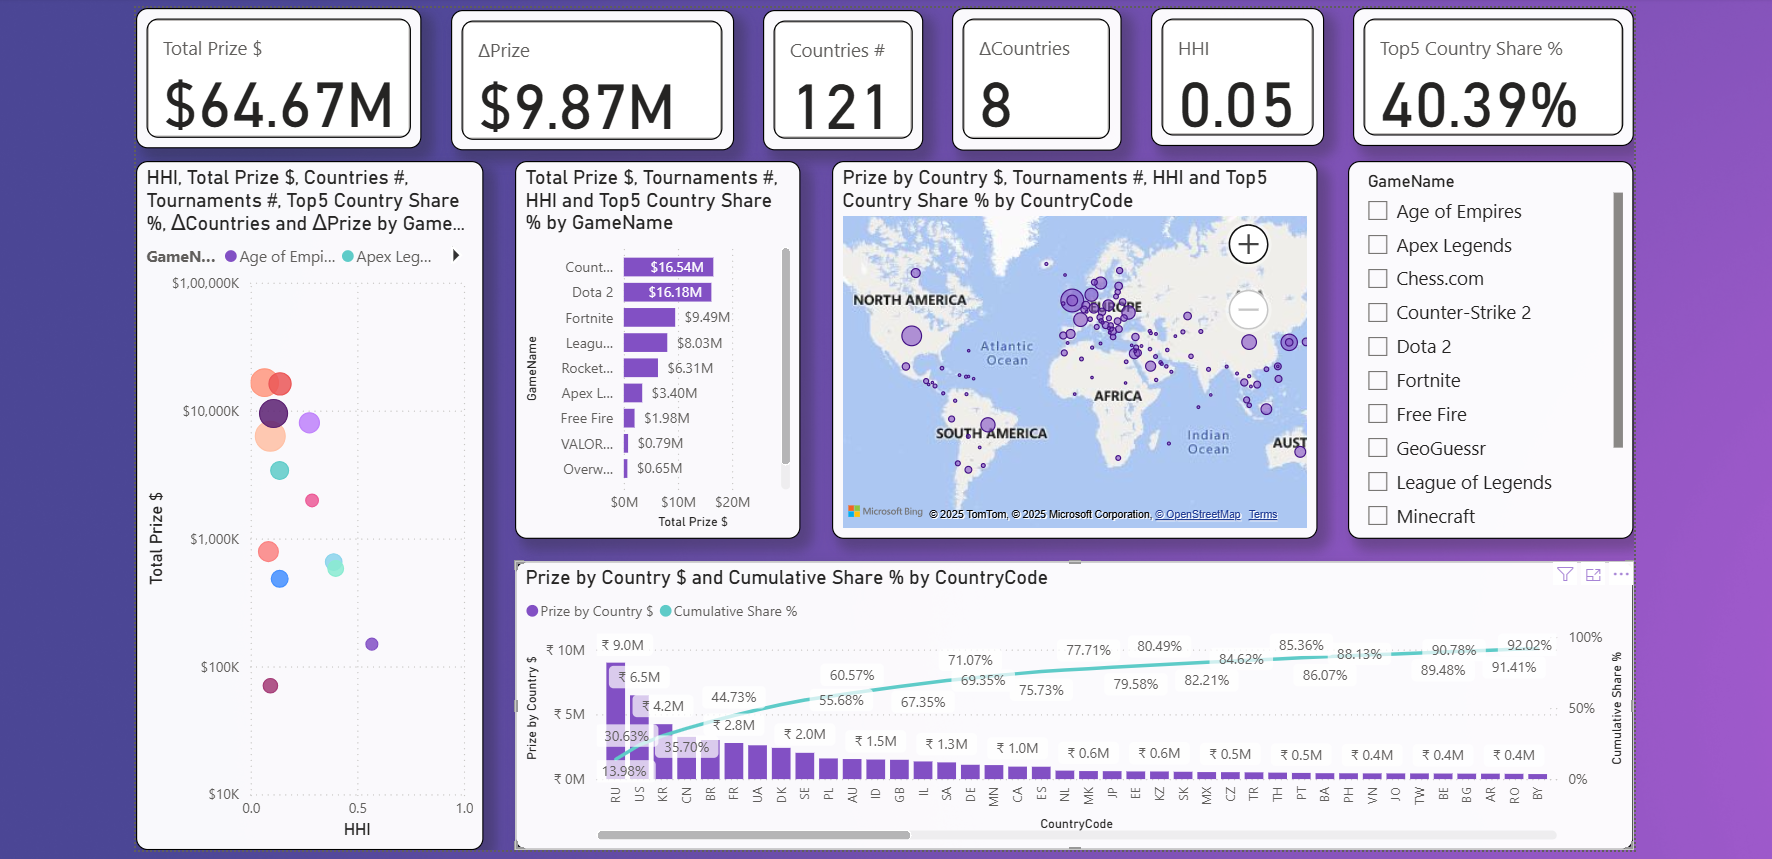 Total Prize $
$64.67M
ΔPrize
$9.87M
Countries #
121
ΔCountries
8
HHI
0.05
Top5 Country Share %
40.39%
HHI, Total Prize $, Countries #,
Tournaments #, Top5 Country Share
%, ΔCountries and ΔPrize by Game...
GameN...
Age of Empi...
Apex Leg...
$1,00,000K
$10,000K
$1,000K
$100K
$10K
0.0
0.5
1.0
Total Prize $
HHI
Total Prize $, Tournaments #,
HHI and Top5 Country Share
% by GameName
GameName
Count... $16.54M
Dota 2 $16.18M
Fortnite $9.49M
Leagu... $8.03M
Rocket... $6.31M
Apex L... $3.40M
Free Fire $1.98M
VALOR... $0.79M
Overw... $0.65M
$0M $10M $20M
Total Prize $
Prize by Country $, Tournaments #, HHI and Top5
Country Share % by CountryCode
NORTH AMERICA
EUROPE
Atlantic
Ocean
AFRICA
SOUTH AMERICA
Indian
Ocean
AUST
Microsoft Bing
© 2025 TomTom, © 2025 Microsoft Corporation, © OpenStreetMap Terms
GameName
Age of Empires
Apex Legends
Chess.com
Counter-Strike 2
Dota 2
Fortnite
Free Fire
GeoGuessr
League of Legends
Minecraft
Prize by Country $ and Cumulative Share % by CountryCode
Prize by Country $
Cumulative Share %
Prize by Country $
₹ 10M
₹ 5M
₹ 0M
₹ 9.0M
₹ 6.5M
₹ 4.2M
₹ 2.8M
₹ 2.0M
₹ 1.5M
₹ 1.3M
₹ 1.0M
₹ 0.6M
₹ 0.6M
₹ 0.5M
₹ 0.5M
₹ 0.4M
₹ 0.4M
₹ 0.4M
13.98%
30.63%
35.70%
44.73%
55.68%
60.57%
67.35%
69.35%
71.07%
75.73%
77.71%
79.58%
80.49%
82.21%
84.62%
85.36%
86.07%
88.13%
89.48%
90.78%
91.41%
92.02%
100%
50%
0%
Cumulative Share %
RU US KR CN BR FR UA DK SE PL AU ID GB IL SA DE MN CA ES NL MK JP EE KZ SK MX CZ TR TH PT BA PH VN JO TW BE BG AR RO BY
CountryCode